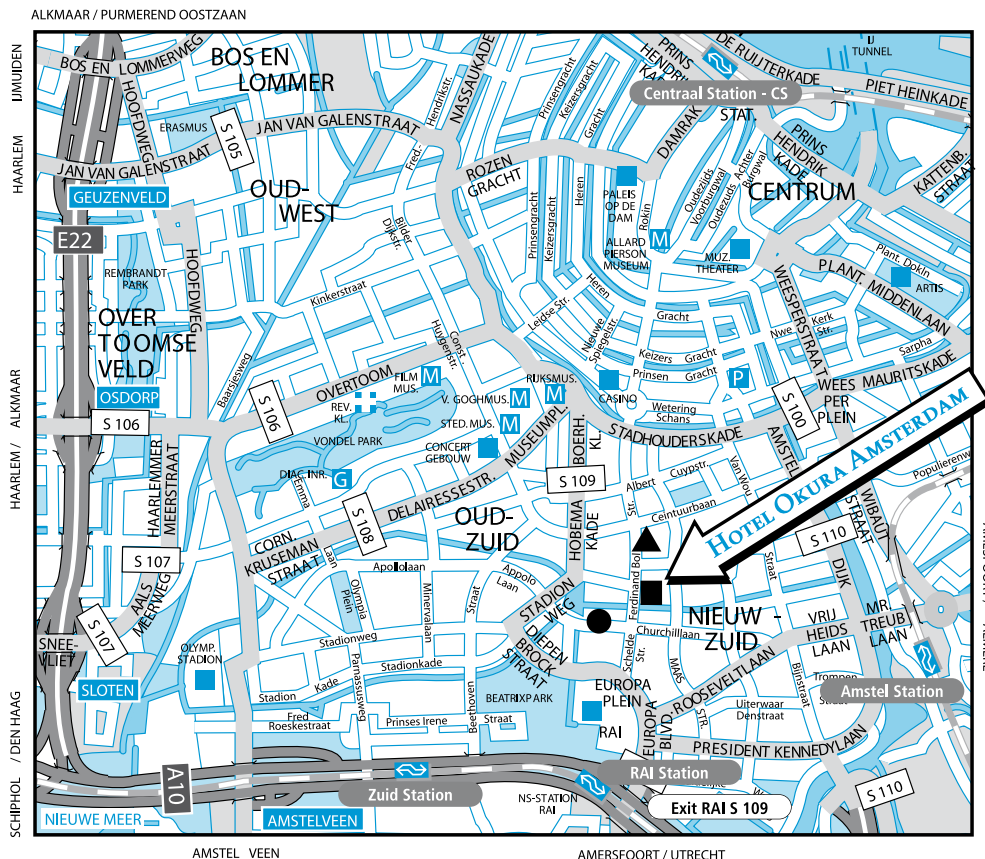 ALKMAAR / PURMEREND OOSTZAAN
IJMUIDEN
HAARLEM
ALKMAAR
HAARLEM/
/ DEN HAAG
SCHIPHOL
BOS EN LOMMERWEG
BOS EN
LOMMER
HOOFDWEG
ERASMUS
S 105
JAN VAN GALENSTRAAT
JAN VAN GALENSTRAAT
GEUZENVELD
E22
Hendrikstr.
Fred.-
NASSAUKADE
OUD-
WEST
ROZEN
GRACHT
Bilder
Dijkstr.
Prinsengracht
Keizersgracht
Gracht
Heren
Prinsengracht
Keizersgracht
Heren
PRINS
HENDRIK
KADE
DE RUIJTERKADE
IJ
TUNNEL
Centraal Station - CS
STAT.
PIET HEINKADE
DAMRAK
PRINS
HENDRIK
KADE
KATTENB.
STRAAT
PALEIS
OP DE
DAM
Rokin
Oudezijds
Voorburgwal
Oudezijds Achter
Burgwal
CENTRUM
ALLARD
PIERSON
MUSEUM
M
MUZ.
THEATER
Plant. Dokln
ARTIS
PLANT. MIDDENLAAN
WEESPERSTRAAT
REMBRANDT
PARK
HOOFDWEG
OVER
TOOMSE
VELD
OSDORP
S 106
Baarsjesweg
S 106
Kinkerstraat
OVERTOOM
Const.
Huygenstr.
FILM
MUS.
M
REV.
KL.
VONDEL PARK
Leidse Str.
Nieuwe
Spiegelstr.
Gracht
Keizers Gracht
Prinsen Gracht
Nwe
Kerk
Str.
Sarpha
P
RIJKSMUS.
M
V. GOGHMUS.
M
STED. MUS.
M
CONCERT
GEBOUW
MUSEUMPL.
CASINO
Wetering
Schans
STADHOUDERSKADE
S 100
WEES
PER
PLEIN
MAURITSKADE
AMSTEL
HOTEL OKURA AMSTERDAM
HAARLEMMER
MEERSTRAAT
DIAC. INR.
G
Emma
Laan
DELAIRESSESTR.
S 108
CORN.
KRUSEMAN
STRAAT
OUD-
ZUID
BOERH.
KL.
S 109
HOBBEMA
KADE
Albert
Cuypstr.
Str.
Ceintuurbaan
Van Wou
Straat
S 110
STRAAT
WIBAUT
Populierenw
DIJK
S 107
AALS
MEERWEG
S 107
SNEE-
VLIET
SLOTEN
OLYMP.
STADION
Apollolaan
Olympia
Plein
Minervalaan
Straat
Appolo
Laan
STADION
WEG
DIEPEN
BROCK
STRAAT
Ferdinand Bol
NIEUW -
ZUID
Churchilllaan
Schelde
Str.
MAAS
STR.
VRIJ
HEIDS
LAAN
MR.
TREUB
LAAN
Stadionweg
Stadionkade
Stadion Kade
Parnassusweg
Beethoven
Straat
BEATRIXPARK
Fred.
Roeskestraat
Prinses Irene
EUROPA
PLEIN
RAI
EUROPA
BLVD.
-ROOSEVELTLAAN
Uiterwaar
Denstraat
Biinstraat
Trompen
Amstel Station
PRESIDENT KENNEDYLAAN
A10
Zuid Station
NS-STATION
RAI
RAI Station
Exit RAI S 109
S 110
NIEUWE MEER
AMSTELVEEN
AMSTEL VEEN
AMERSFOORT / UTRECHT